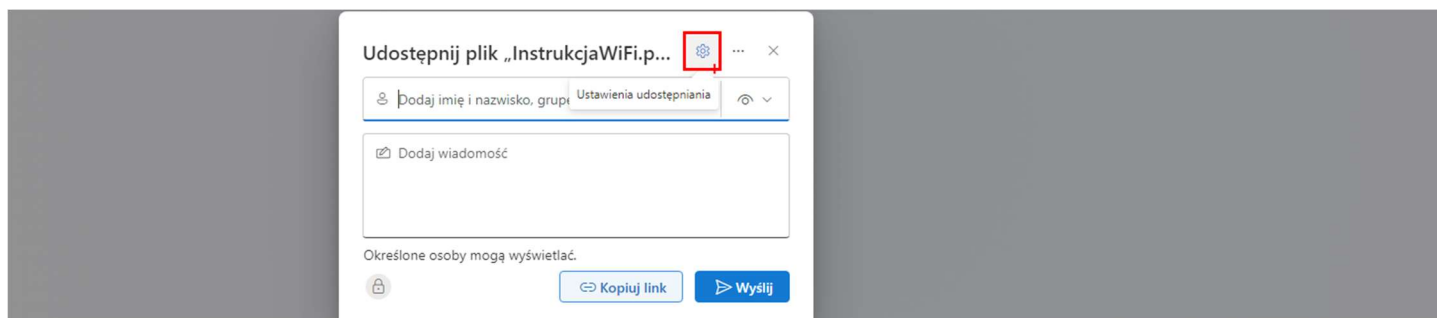 Udostępnij plik „InstrukcjaWiFi.p...
Dodaj imię i nazwisko, grupę
Ustawienia udostępniania
Dodaj wiadomość
Określone osoby mogą wyświetlać.
Kopiuj link
Wyślij